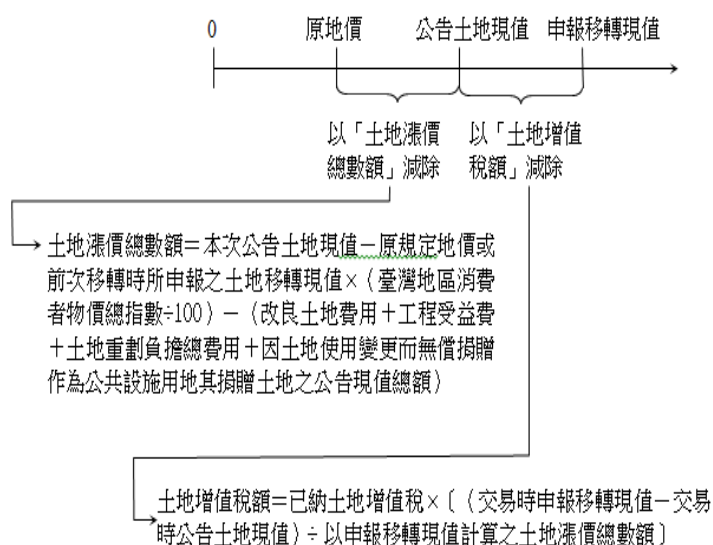 0 原地價 公告土地現值 申報移轉現值
以「土地漲價
總數額」減除
以「土地增值
稅額」減除
土地漲價總數額＝本次公告土地現值－原規定地價或
前次移轉時所申報之土地移轉現值×（臺灣地區消費
者物價總指數÷100）－（改良土地費用＋工程受益費
＋土地重劃負擔總費用＋因土地使用變更而無償捐贈
作為公共設施用地其捐贈土地之公告現值總額）
土地增值稅額＝已納土地增值稅×〔（交易時申報移轉現值－交易
時公告土地現值）÷以申報移轉現值計算之土地漲價總數額〕